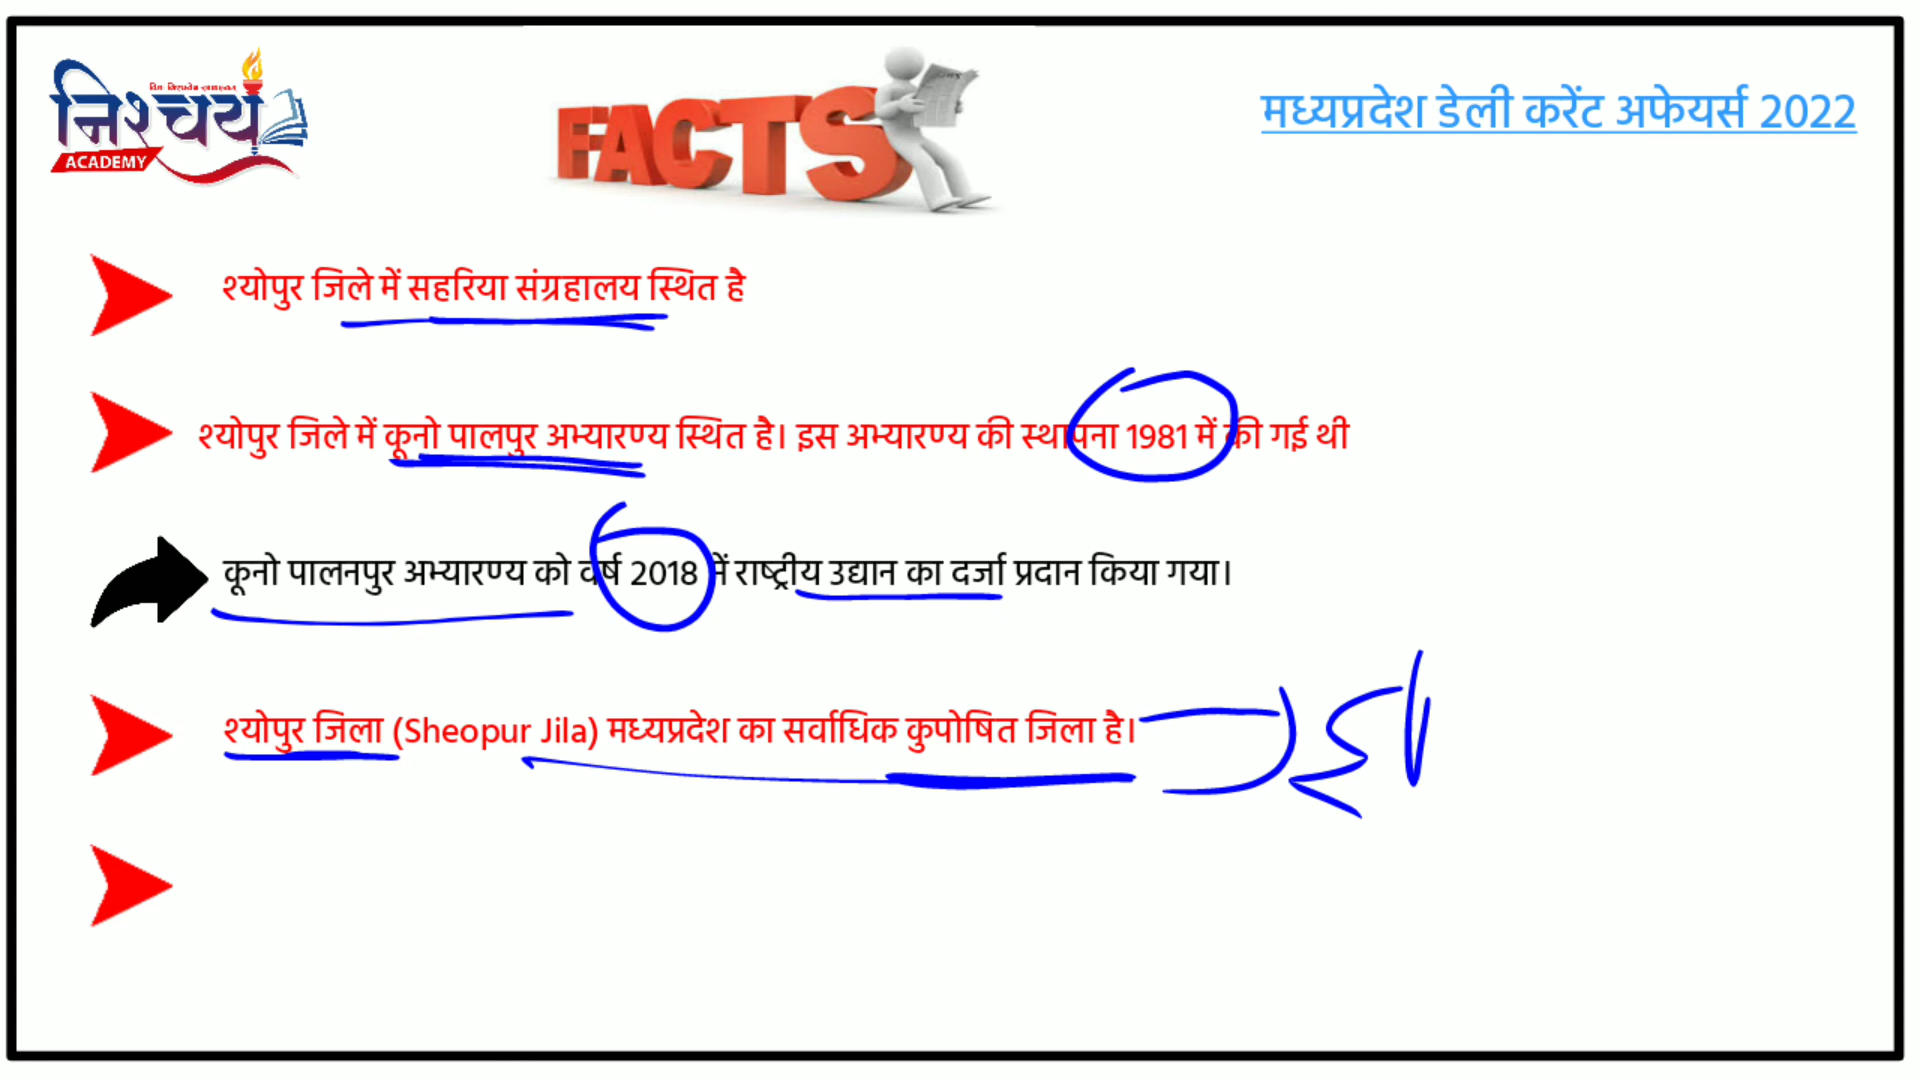 निश्चय
ACADEMY
FACTS
मध्यप्रदेश डेली करेंट अफेयर्स 2022
श्योपुर जिले में सहरिया संग्रहालय स्थित है
श्योपुर जिले में कूनो पालपुर अभ्यारण्य स्थित है। इस अभ्यारण्य की स्थापना 1981 में की गई थी
कूनो पालनपुर अभ्यारण्य को वर्ष 2018 में राष्ट्रीय उद्यान का दर्जा प्रदान किया गया।
श्योपुर जिला (Sheopur Jila) मध्यप्रदेश का सर्वाधिक कुपोषित जिला है।